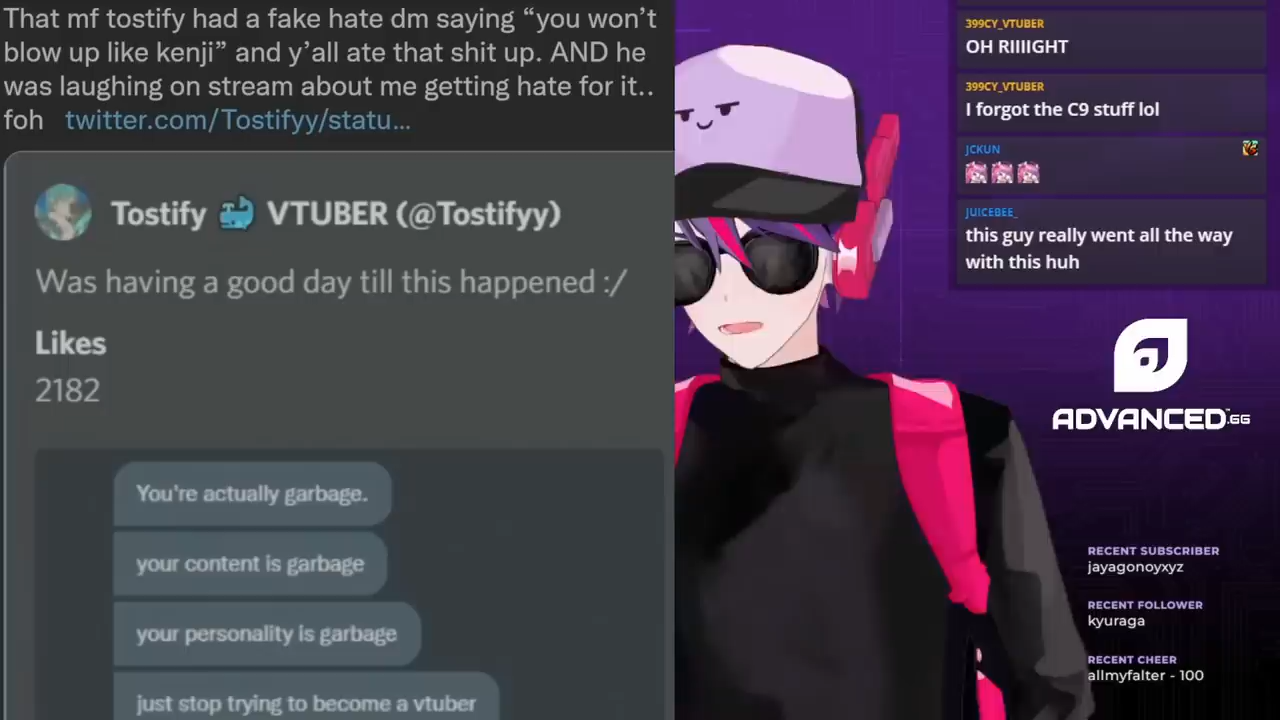 That mf tostify had a fake hate dm saying “you won’t
blow up like kenji” and y’all ate that shit up. AND he
was laughing on stream about me getting hate for it..
foh twitter.com/Tostifyy/statu...
Tostify 🐳 VTUBER (@Tostifyy)
Was having a good day till this happened :/
Likes
2182
You're actually garbage.
your content is garbage
your personality is garbage
just stop trying to become a vtuber
399CY_VTUBER
OH RIIIIGHT
399CY_VTUBER
I forgot the C9 stuff lol
JCKUN
JUICEBEE_
this guy really went all the way
with this huh
ADVANCED.GG
RECENT SUBSCRIBER
jayagonoyxyz
RECENT FOLLOWER
kyuraga
RECENT CHEER
allmyfalter - 100